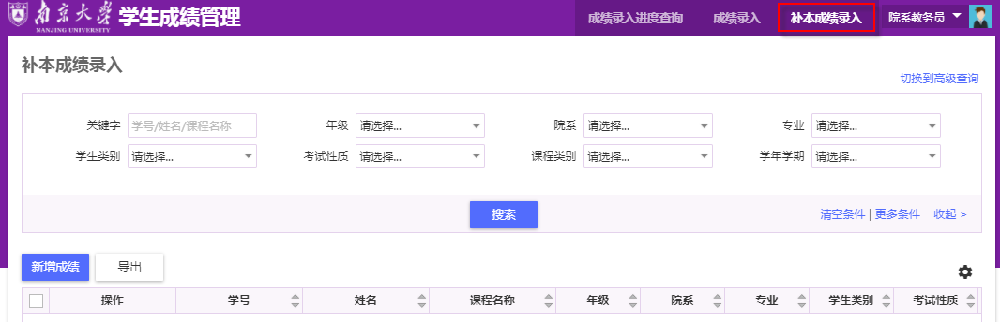 南京大学
NANJING UNIVERSITY
学生成绩管理
成绩录入进度查询 成绩录入 补本成绩录入 院系教务员
补本成绩录入
切换到高级查询
关键字 学号/姓名/课程名称 年级 请选择... 院系 请选择... 专业 请选择...
学生类别 请选择... 考试性质 请选择... 课程类别 请选择... 学年学期 请选择...
搜索 清空条件 | 更多条件 收起 >
新增成绩 导出
操作 学号 姓名 课程名称 年级 院系 专业 学生类别 考试性质